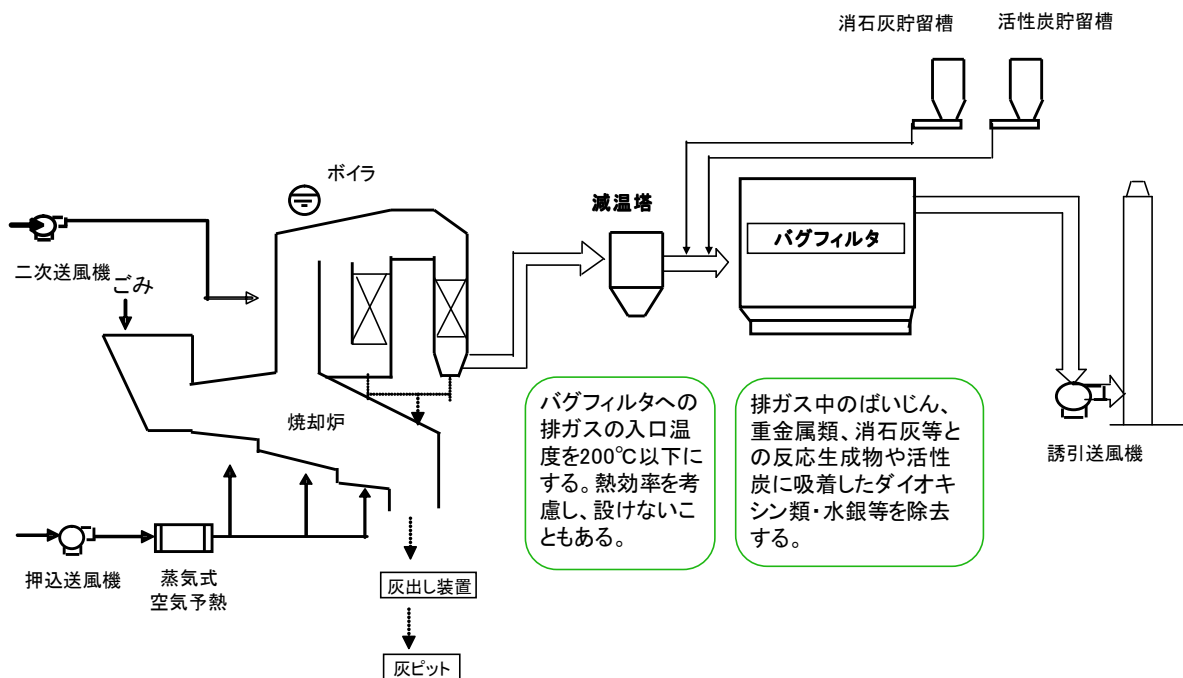 消石灰貯留槽
活性炭貯留槽
ボイラ
減温塔
バグフィルタ
二次送風機
ごみ
焼却炉
バグフィルタへの
排ガスの入口温
度を200℃以下に
する。熱効率を考
慮し、設けないこ
ともある。
排ガス中のばいじん、
重金属類、消石灰等と
の反応生成物や活性
炭に吸着したダイオキ
シン類・水銀等を除去
する。
誘引送風機
押込送風機
蒸気式
空気予熱
灰出し装置
灰ピット